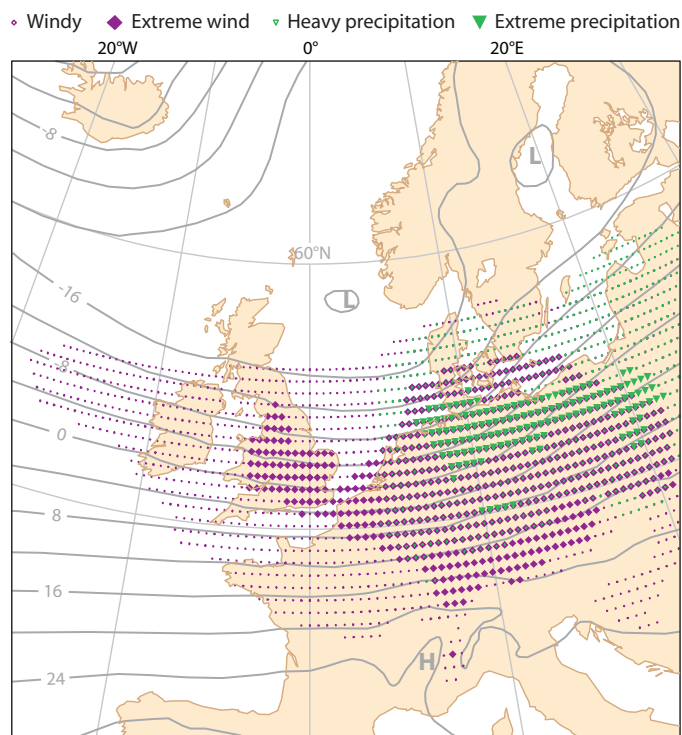 Windy Extreme wind Heavy precipitation Extreme precipitation
20°W 0° 20°E
-8
L
60°N
-16
L
-8
0
8
16
H
24